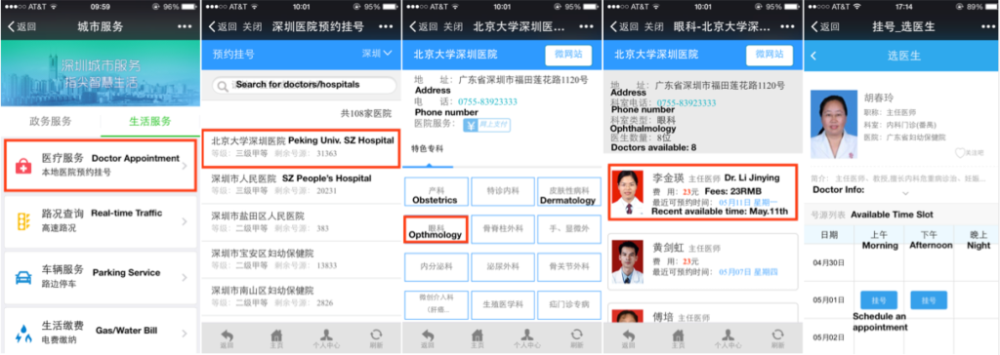 ●●●○○ AT&T 09:59 96%
返回 城市服务
深圳城市服务
指尖智慧生活
政务服务 生活服务
医疗服务 Doctor Appointment
本地医院预约挂号
路况查询 Real-time Traffic
高速路况
车辆服务 Parking Service
路边停车
生活缴费 Gas/Water Bill
电费缴纳
●●○○○ AT&T 10:01 95%
返回 关闭 深圳医院预约挂号
预约挂号 深圳
Search for doctors/hospitals
共108家医院
北京大学深圳医院 Peking Univ. SZ Hospital
等级：三级甲等 剩余号源：31363
深圳市人民医院 SZ People's Hospital
等级：三级甲等 剩余号源：20231
深圳市盐田区人民医院
等级：二级甲等 剩余号源：383
深圳市宝安区妇幼保健院
等级：二级甲等 剩余号源：13833
深圳市南山区妇幼保健院
等级：二级甲等 剩余号源：2826
返回 主页 个人中心 刷新
●●○○○ AT&T 10:01 95%
返回 关闭 北京大学深圳医...
北京大学深圳医院 微网站
地 址：广东省深圳市福田莲花路1120号
Address
电 话：0755-83923333
Phone number
医院服务：¥ 网上支付
特色专科
产科 特诊内科 皮肤性病科
Obstetrics Dermatology
眼科 骨脊柱外科 手、显微外
Opthmology
内分泌科 泌尿外科 骨关节外科
微创介入科 生殖医学科 疝门诊专病
(肝癌...
返回 主页 个人中心 刷新
●●○○○ AT&T 10:01 95%
返回 关闭 眼科-北京大学深...
北京大学深圳医院 微网站
地 址：广东省深圳市福田莲花路1120号
Address
科室电话：0755-83923333
Phone number
科室类型：眼科
Ophthalmology
医生数量：8位
Doctors available: 8
李金瑛 主任医师 Dr. Li Jinying
费 用：23元 Fees: 23RMB
最近可预约时间：05月11日 星期一
Recent available time: May.11th
黄剑虹 主任医师
费 用：23元
最近可预约时间：05月07日 星期四
傅培 主任医师
返回 主页 个人中心 刷新
●●●○○ AT&T 17:14 89%
返回 挂号_选医生
选医生
胡春玲
职称：主任医师
科室：内科门诊(番禺)
医院：广东省妇幼保健院
关注吧
简介：主任医师、教授,擅长内科危重病诊治，妊娠...
Doctor Info:
号源列表 Available Time Slot
日期 上午 下午 晚上
Morning Afternoon Night
04月30日
05月01日 挂号 挂号
Schedule an
appointment
05月02日